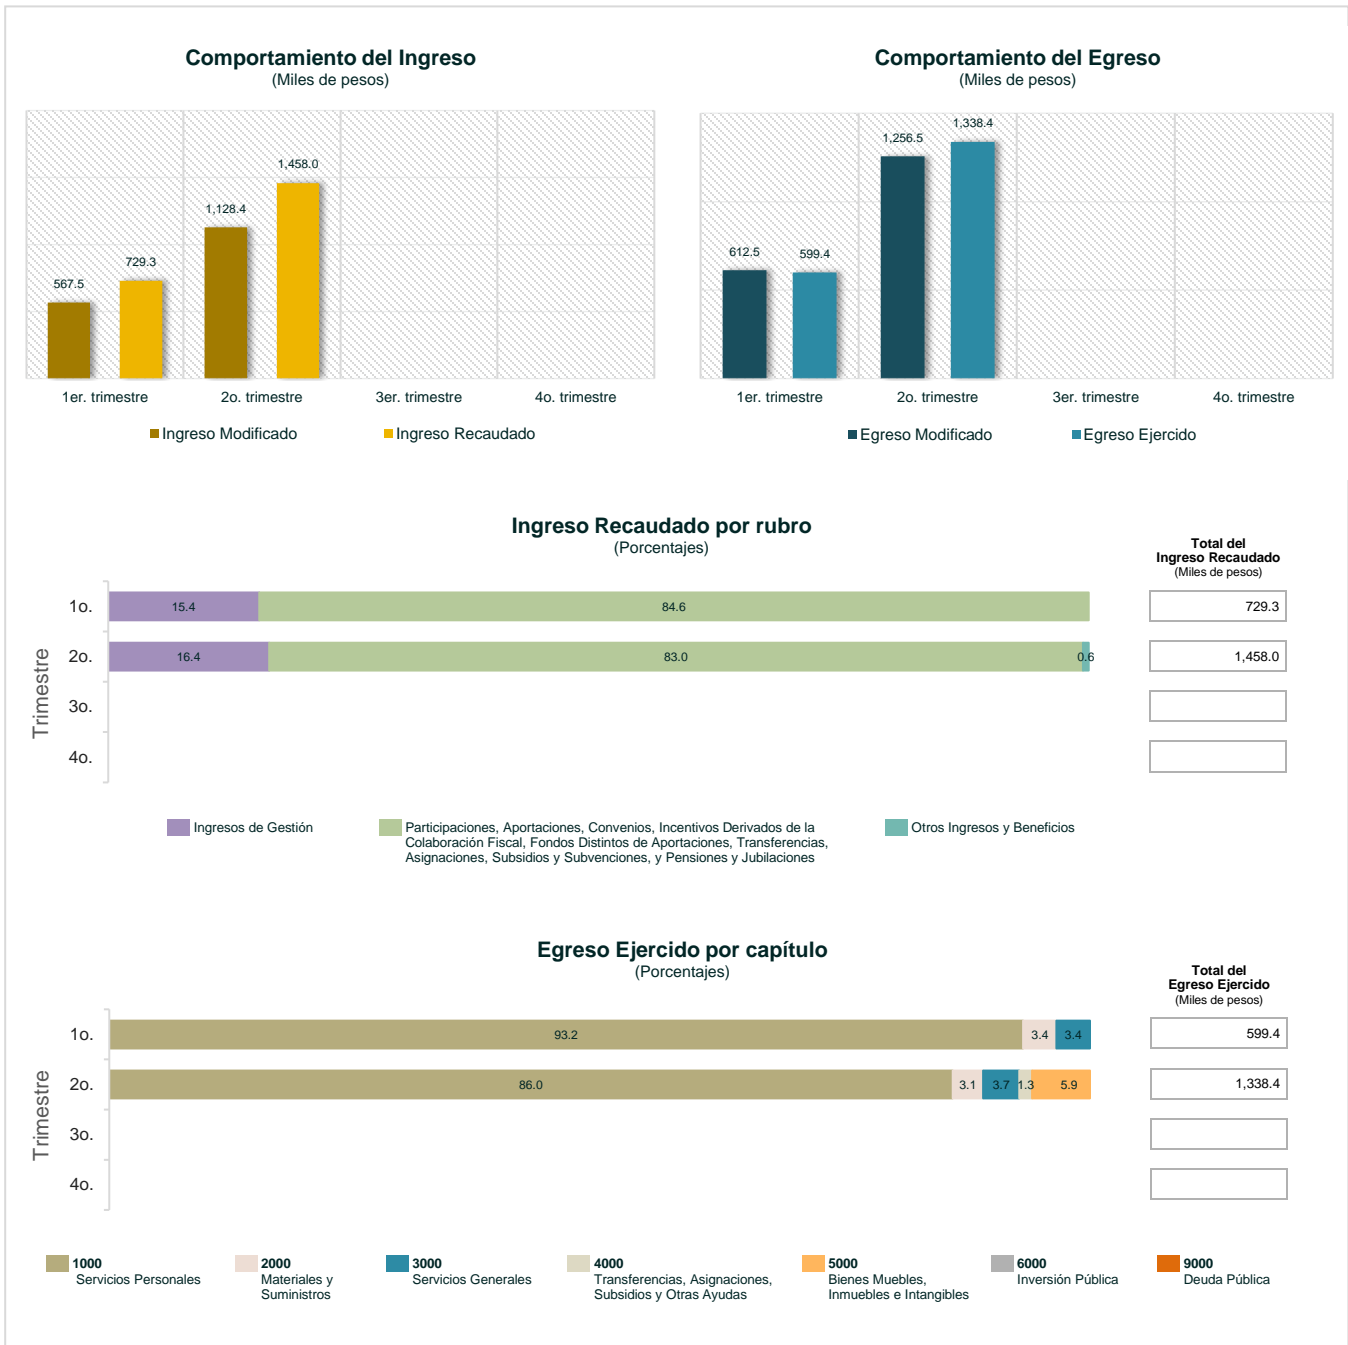 Comportamiento del Ingreso
(Miles de pesos)
567.5
729.3
1,128.4
1,458.0
1er. trimestre
2o. trimestre
3er. trimestre
4o. trimestre
Ingreso Modificado
Ingreso Recaudado
Comportamiento del Egreso
(Miles de pesos)
612.5
599.4
1,256.5
1,338.4
1er. trimestre
2o. trimestre
3er. trimestre
4o. trimestre
Egreso Modificado
Egreso Ejercido
Ingreso Recaudado por rubro
(Porcentajes)
Total del
Ingreso Recaudado
(Miles de pesos)
Trimestre
1o.
15.4
84.6
729.3
2o.
16.4
83.0
0.6
1,458.0
3o.
4o.
Ingresos de Gestión
Participaciones, Aportaciones, Convenios, Incentivos Derivados de la
Colaboración Fiscal, Fondos Distintos de Aportaciones, Transferencias,
Asignaciones, Subsidios y Subvenciones, y Pensiones y Jubilaciones
Otros Ingresos y Beneficios
Egreso Ejercido por capítulo
(Porcentajes)
Total del
Egreso Ejercido
(Miles de pesos)
Trimestre
1o.
93.2
3.4
3.4
599.4
2o.
86.0
3.1
3.7
1.3
5.9
1,338.4
3o.
4o.
1000
Servicios Personales
2000
Materiales y
Suministros
3000
Servicios Generales
4000
Transferencias, Asignaciones,
Subsidios y Otras Ayudas
5000
Bienes Muebles,
Inmuebles e Intangibles
6000
Inversión Pública
9000
Deuda Pública